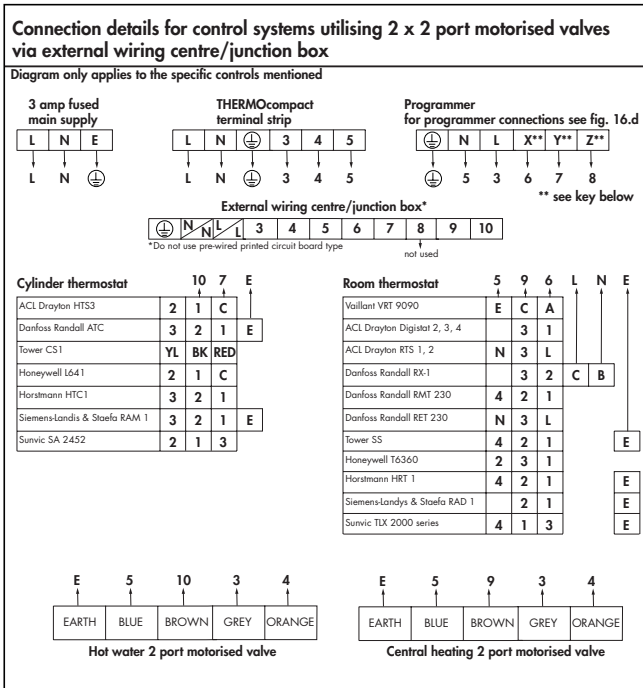 Connection details for control systems utilising 2 x 2 port motorised valves
via external wiring centre/junction box
Diagram only applies to the specific controls mentioned
3 amp fused
main supply
L N E
L N ⏚
THERMOcompact
terminal strip
L N ⏚ 3 4 5
L N ⏚ 3 4 5
Programmer
for programmer connections see fig. 16.d
⏚ N L X** Y** Z**
⏚ 5 3 6 7 8
** see key below
External wiring centre/junction box*
⏚ N/N L/L 3 4 5 6 7 8 9 10
*Do not use pre-wired printed circuit board type
not used
Cylinder thermostat 10 7 E
ACL Drayton HTS3 2 1 C
Danfoss Randall ATC 3 2 1 E
Tower CS1 YL BK RED
Honeywell L641 2 1 C
Horstmann HTC1 3 2 1
Siemens-Landis & Staefa RAM 1 3 2 1 E
Sunvic SA 2452 2 1 3
Room thermostat 5 9 6 L N E
Vaillant VRT 9090 E C A
ACL Drayton Digistat 2, 3, 4 3 1
ACL Drayton RTS 1, 2 N 3 L
Danfoss Randall RX-1 3 2 C B
Danfoss Randall RMT 230 4 2 1
Danfoss Randall RET 230 N 3 L
Tower SS 4 2 1 E
Honeywell T6360 2 3 1
Horstmann HRT 1 4 2 1 E
Siemens-Landys & Staefa RAD 1 2 1 E
Sunvic TLX 2000 series 4 1 3 E
E 5 10 3 4
EARTH BLUE BROWN GREY ORANGE
Hot water 2 port motorised valve
E 5 9 3 4
EARTH BLUE BROWN GREY ORANGE
Central heating 2 port motorised valve